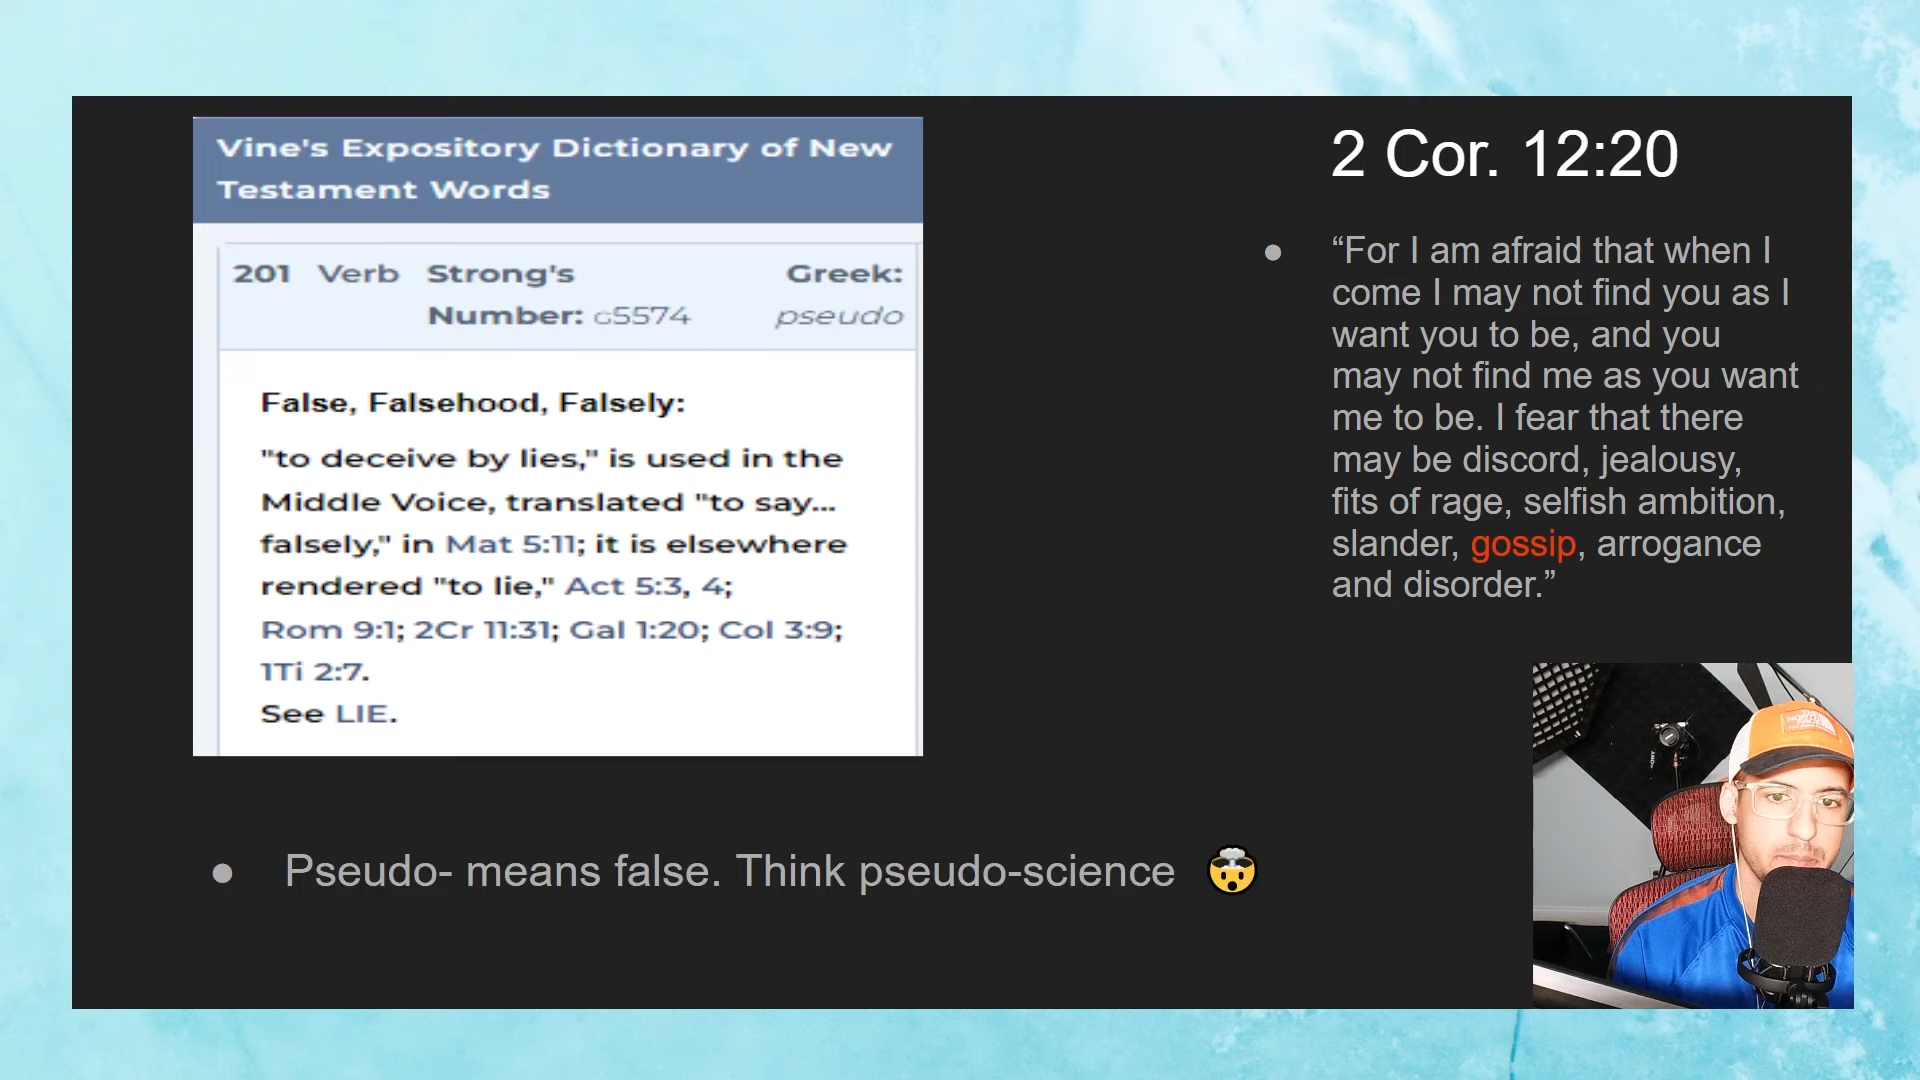 Vine's Expository Dictionary of New
Testament Words
201 Verb Strong's Greek:
Number: G5574 pseudo
False, Falsehood, Falsely:
"to deceive by lies," is used in the
Middle Voice, translated "to say...
falsely," in Mat 5:11; it is elsewhere
rendered "to lie," Act 5:3, 4;
Rom 9:1; 2Cr 11:31; Gal 1:20; Col 3:9;
1Ti 2:7.
See LIE.
● Pseudo- means false. Think pseudo-science 🤯
2 Cor. 12:20
● “For I am afraid that when I
come I may not find you as I
want you to be, and you
may not find me as you want
me to be. I fear that there
may be discord, jealousy,
fits of rage, selfish ambition,
slander, gossip, arrogance
and disorder.”